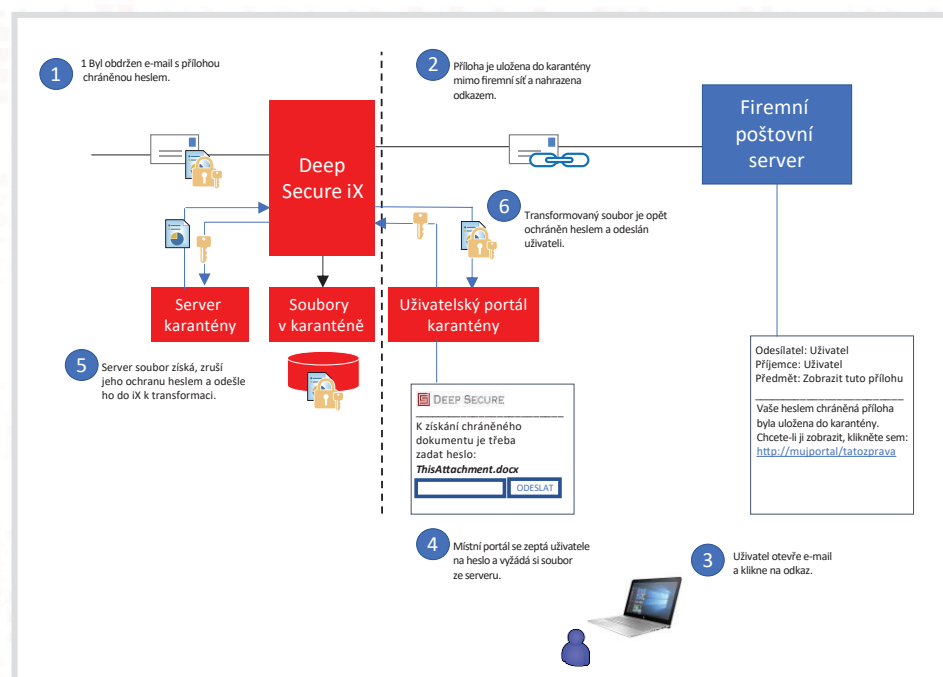 1
1 Byl obdržen e-mail s přílohou
chráněnou heslem.
2
Příloha je uložena do karantény
mimo firemní síť a nahrazena
odkazem.
Deep
Secure iX
Firemní
poštovní
server
6
Transformovaný soubor je opět
ochráněn heslem a odeslán
uživateli.
Server
karantény
Soubory
v karanténě
Uživatelský portál
karantény
5
Server soubor získá, zruší
jeho ochranu heslem a odešle
ho do iX k transformaci.
DEEP SECURE
K získání chráněného
dokumentu je třeba
zadat heslo:
ThisAttachment.docx
ODESLAT
Odesílatel: Uživatel
Příjemce: Uživatel
Předmět: Zobrazit tuto přílohu
Vaše heslem chráněná příloha
byla uložena do karantény.
Chcete-li ji zobrazit, klikněte sem:
http://mujportal/tatozprava
4
Místní portál se zeptá uživatele
na heslo a vyžádá si soubor
ze serveru.
3
Uživatel otevře e-mail
a klikne na odkaz.